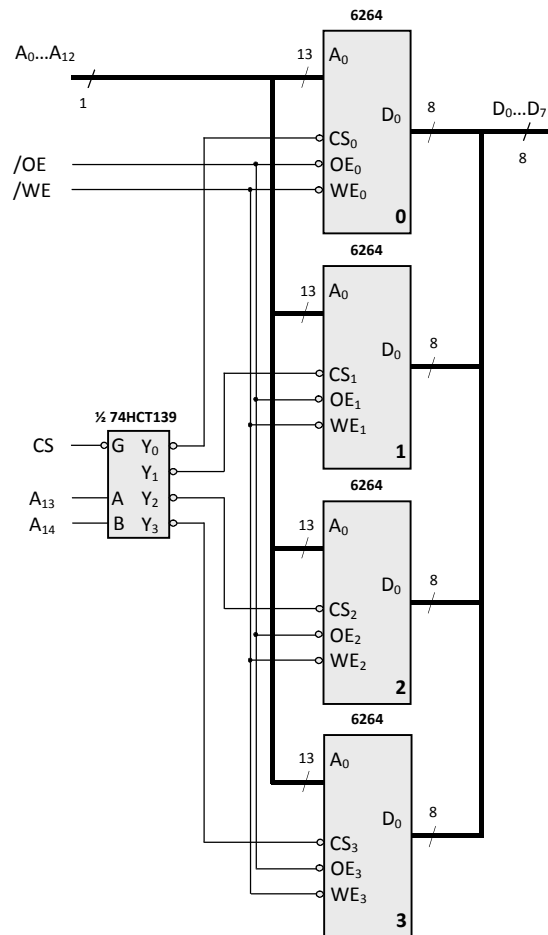 6264
A₀...A₁₂
1
13
A₀
D₀
8
D₀...D₇
8
CS₀
/OE
OE₀
/WE
WE₀
0
6264
13
A₀
D₀
8
CS₁
OE₁
WE₁
1
½ 74HCT139
CS
G Y₀
Y₁
A₁₃
A Y₂
A₁₄
B Y₃
6264
13
A₀
D₀
8
CS₂
OE₂
WE₂
2
6264
13
A₀
D₀
8
CS₃
OE₃
WE₃
3